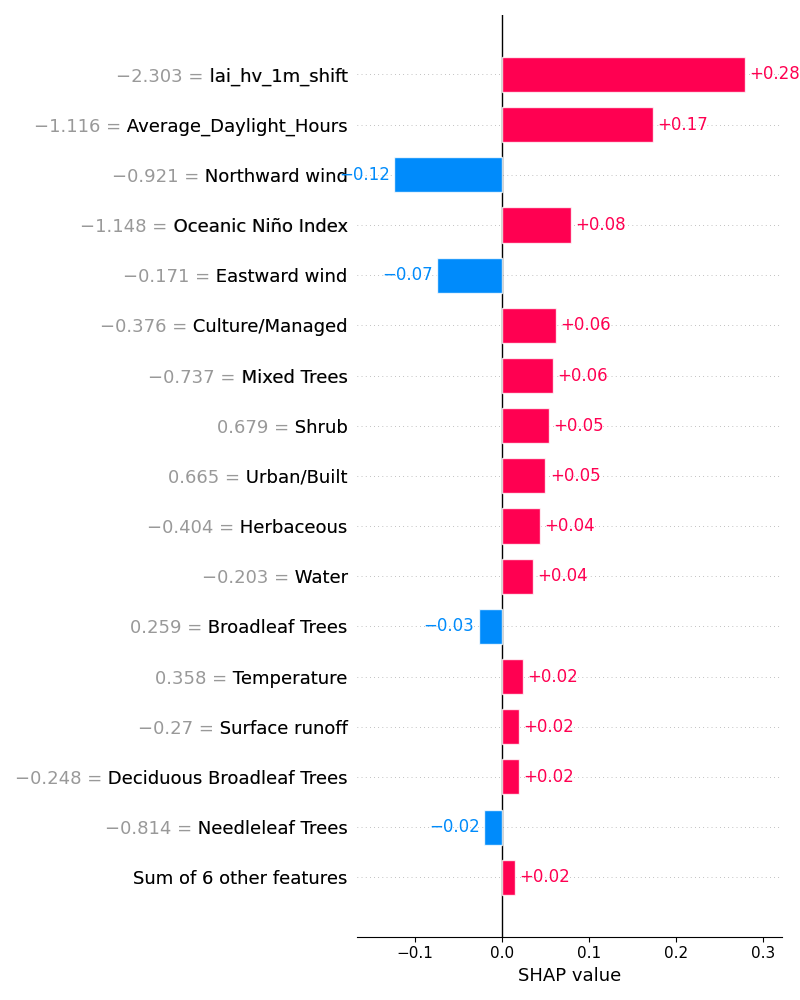 −2.303 = lai_hv_1m_shift +0.28
−1.116 = Average_Daylight_Hours +0.17
−0.921 = Northward wind −0.12
−1.148 = Oceanic Niño Index +0.08
−0.171 = Eastward wind −0.07
−0.376 = Culture/Managed +0.06
−0.737 = Mixed Trees +0.06
0.679 = Shrub +0.05
0.665 = Urban/Built +0.05
−0.404 = Herbaceous +0.04
−0.203 = Water +0.04
0.259 = Broadleaf Trees −0.03
0.358 = Temperature +0.02
−0.27 = Surface runoff +0.02
−0.248 = Deciduous Broadleaf Trees +0.02
−0.814 = Needleleaf Trees −0.02
Sum of 6 other features +0.02
−0.1 0.0 0.1 0.2 0.3
SHAP value